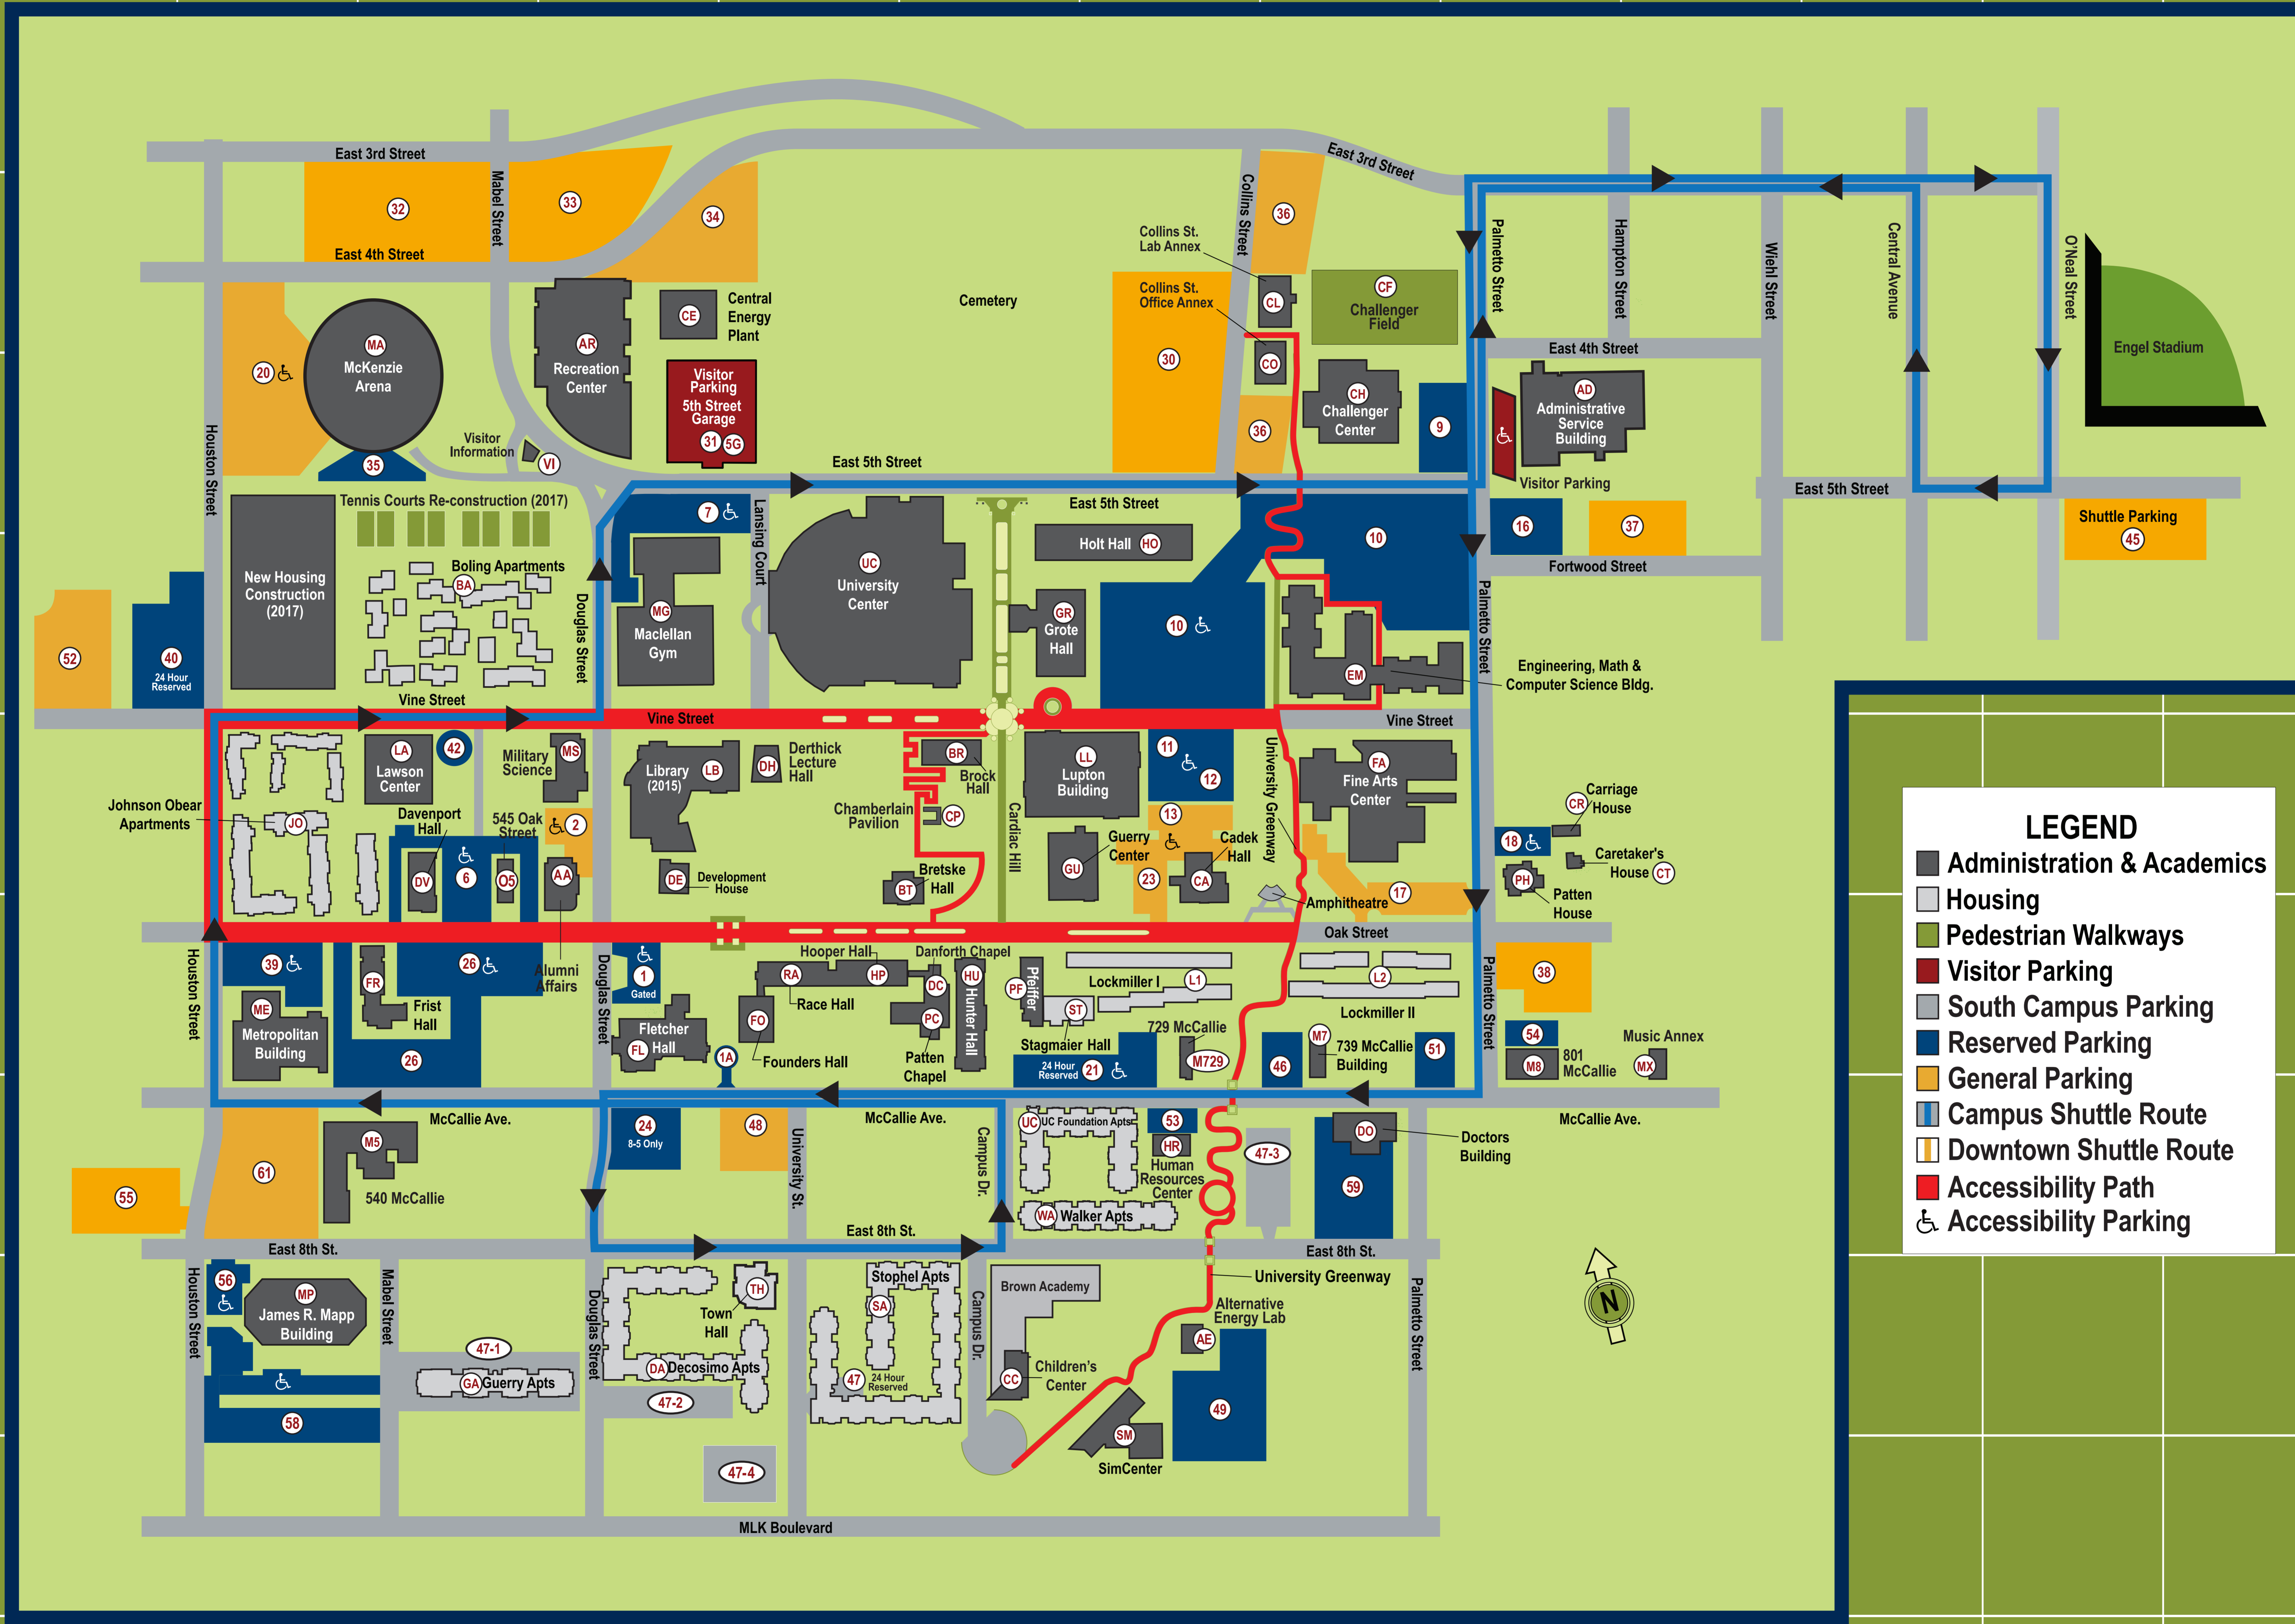 East 3rd Street
Mabel Street
32
33
34
East 4th Street
Collins Street
36
East 3rd Street
Collins St.
Lab Annex
CL
Collins St.
Office Annex
CO
30
36
CF
Challenger
Field
CH
Challenger
Center
9
Palmetto Street
Hampton Street
Wiehl Street
Central Avenue
O'Neal Street
Engel Stadium
East 4th Street
AD
Administrative
Service
Building
Visitor Parking
Cemetery
20
MA
McKenzie
Arena
35
AR
Recreation
Center
CE
Central
Energy
Plant
Visitor
Parking
5th Street
Garage
31
5G
Visitor
Information
VI
Houston Street
East 5th Street
East 5th Street
East 5th Street
Shuttle Parking
45
16
37
Fortwood Street
Tennis Courts Re-construction (2017)
New Housing
Construction
(2017)
Boling Apartments
BA
Douglas Street
7
Lansing Court
MG
Maclellan
Gym
UC
University
Center
Holt Hall
HO
GR
Grote
Hall
10
10
EM
Engineering, Math &
Computer Science Bldg.
Palmetto Street
52
40
24 Hour
Reserved
Vine Street
Vine Street
Vine Street
LA
Lawson
Center
42
Military
Science
MS
Library
(2015)
LB
DH
Derthick
Lecture
Hall
BR
Brock
Hall
Chamberlain
Pavilion
CP
LL
Lupton
Building
11
12
13
University Greenway
FA
Fine Arts
Center
Johnson Obear
Apartments
JO
Davenport
Hall
DV
6
545 Oak
Street
O5
2
AA
DE
Development
House
Bretske
Hall
BT
Cardiac Hill
Guerry
Center
GU
23
Cadek
Hall
CA
Amphitheatre
17
18
CR
Carriage
House
Caretaker's
House
CT
PH
Patten
House
Oak Street
Houston Street
39
ME
Metropolitan
Building
FR
Frist
Hall
26
26
Alumni
Affairs
Douglas Street
1
Gated
Fletcher
Hall
FL
1A
Hooper Hall
RA
HP
Race Hall
FO
Founders Hall
Danforth Chapel
DC
PC
Patten
Chapel
HU
Hunter Hall
PF
Pfeiffer
ST
Stagmaier Hall
Lockmiller I
L1
L2
Lockmiller II
24 Hour
Reserved
21
729 McCallie
M729
46
M7
739 McCallie
Building
51
Palmetto Street
38
54
M8
801
McCallie
Music Annex
MX
McCallie Ave.
McCallie Ave.
McCallie Ave.
61
M5
540 McCallie
55
24
8-5 Only
48
University St.
Campus Dr.
UC
UC Foundation Apts
53
HR
Human
Resources
Center
WA
Walker Apts
47-3
DO
Doctors
Building
59
East 8th St.
East 8th St.
East 8th St.
University Greenway
Houston Street
56
MP
James R. Mapp
Building
58
Mabel Street
47-1
GA
Guerry Apts
Douglas Street
Town
Hall
TH
DA
Decosimo Apts
47-2
47-4
Stophel Apts
SA
47
24 Hour
Reserved
Campus Dr.
Brown Academy
CC
Children's
Center
Alternative
Energy Lab
AE
49
SM
SimCenter
Palmetto Street
MLK Boulevard
N
LEGEND
Administration & Academics
Housing
Pedestrian Walkways
Visitor Parking
South Campus Parking
Reserved Parking
General Parking
Campus Shuttle Route
Downtown Shuttle Route
Accessibility Path
Accessibility Parking